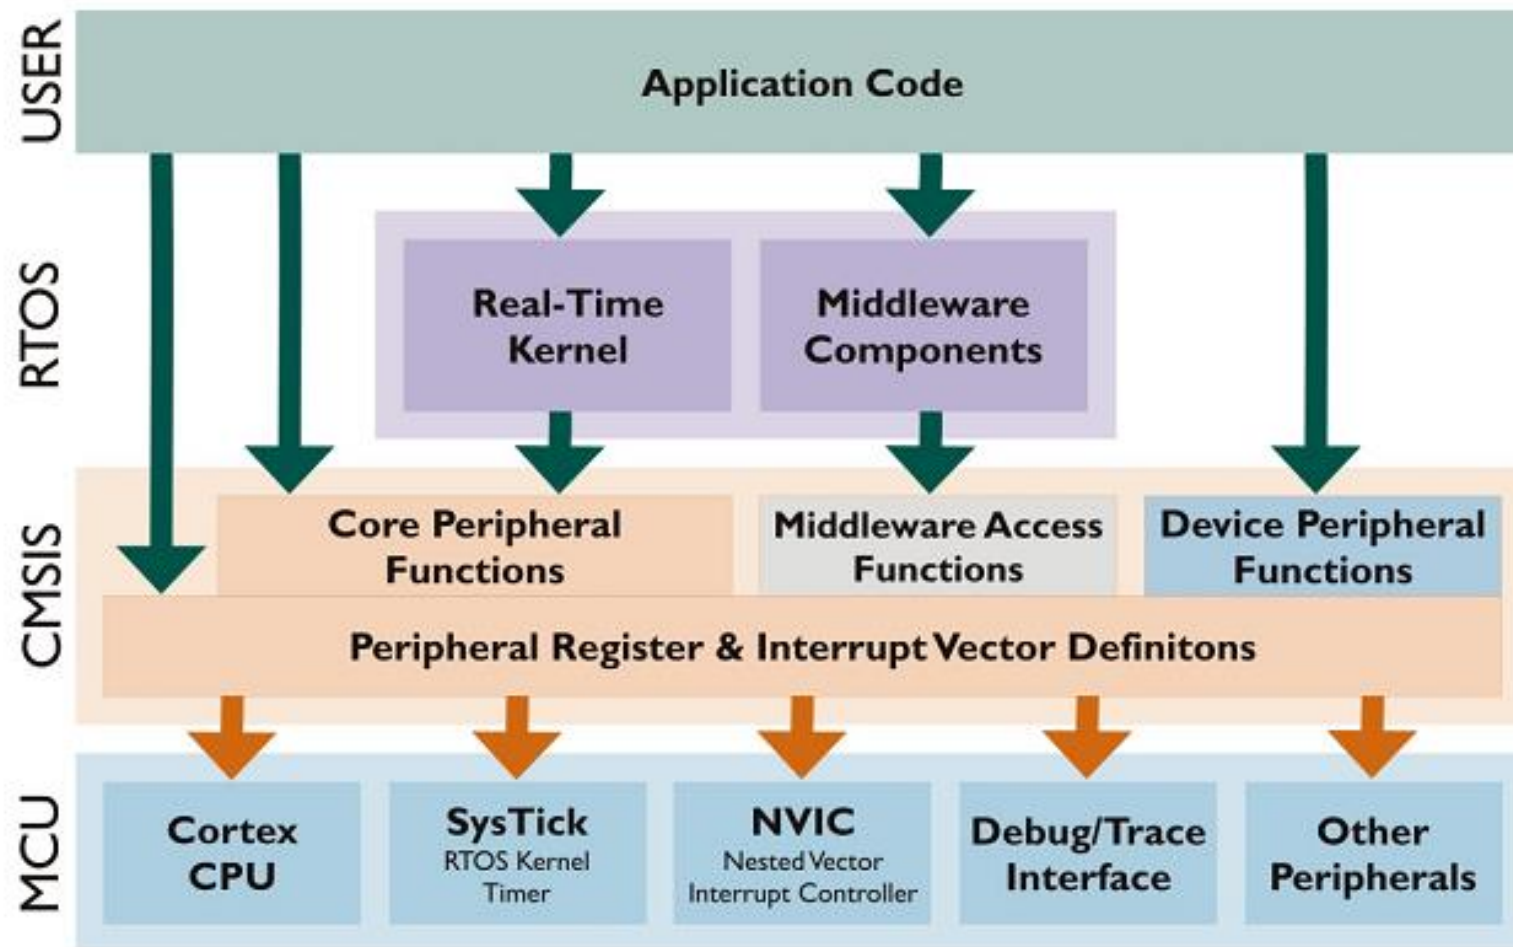 USER
Application Code
RTOS
Real-Time
Kernel
Middleware
Components
CMSIS
Core Peripheral
Functions
Middleware Access
Functions
Device Peripheral
Functions
Peripheral Register & Interrupt Vector Definitons
MCU
Cortex
CPU
SysTick
RTOS Kernel
Timer
NVIC
Nested Vector
Interrupt Controller
Debug/Trace
Interface
Other
Peripherals